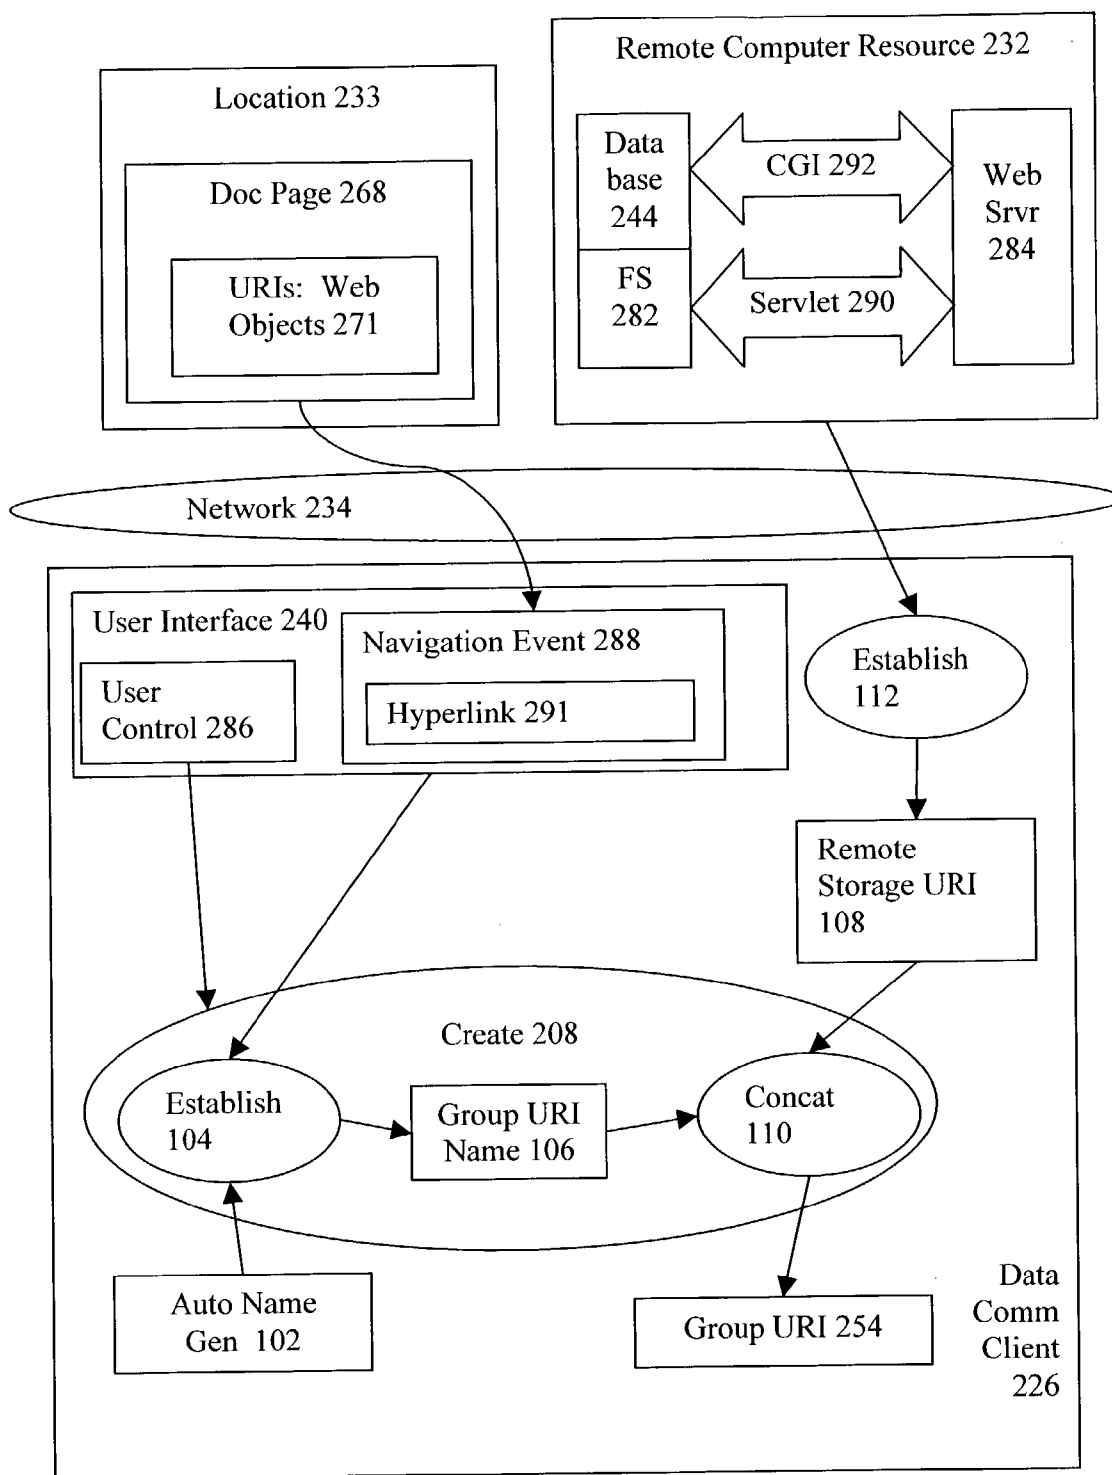 Remote Computer Resource 232
Location 233
Doc Page 268
URIs: Web
Objects 271
Data
base
244
FS
282
CGI 292
Servlet 290
Web
Srvr
284
Network 234
User Interface 240
User
Control 286
Navigation Event 288
Hyperlink 291
Establish
112
Remote
Storage URI
108
Create 208
Establish
104
Group URI
Name 106
Concat
110
Auto Name
Gen 102
Group URI 254
Data
Comm
Client
226